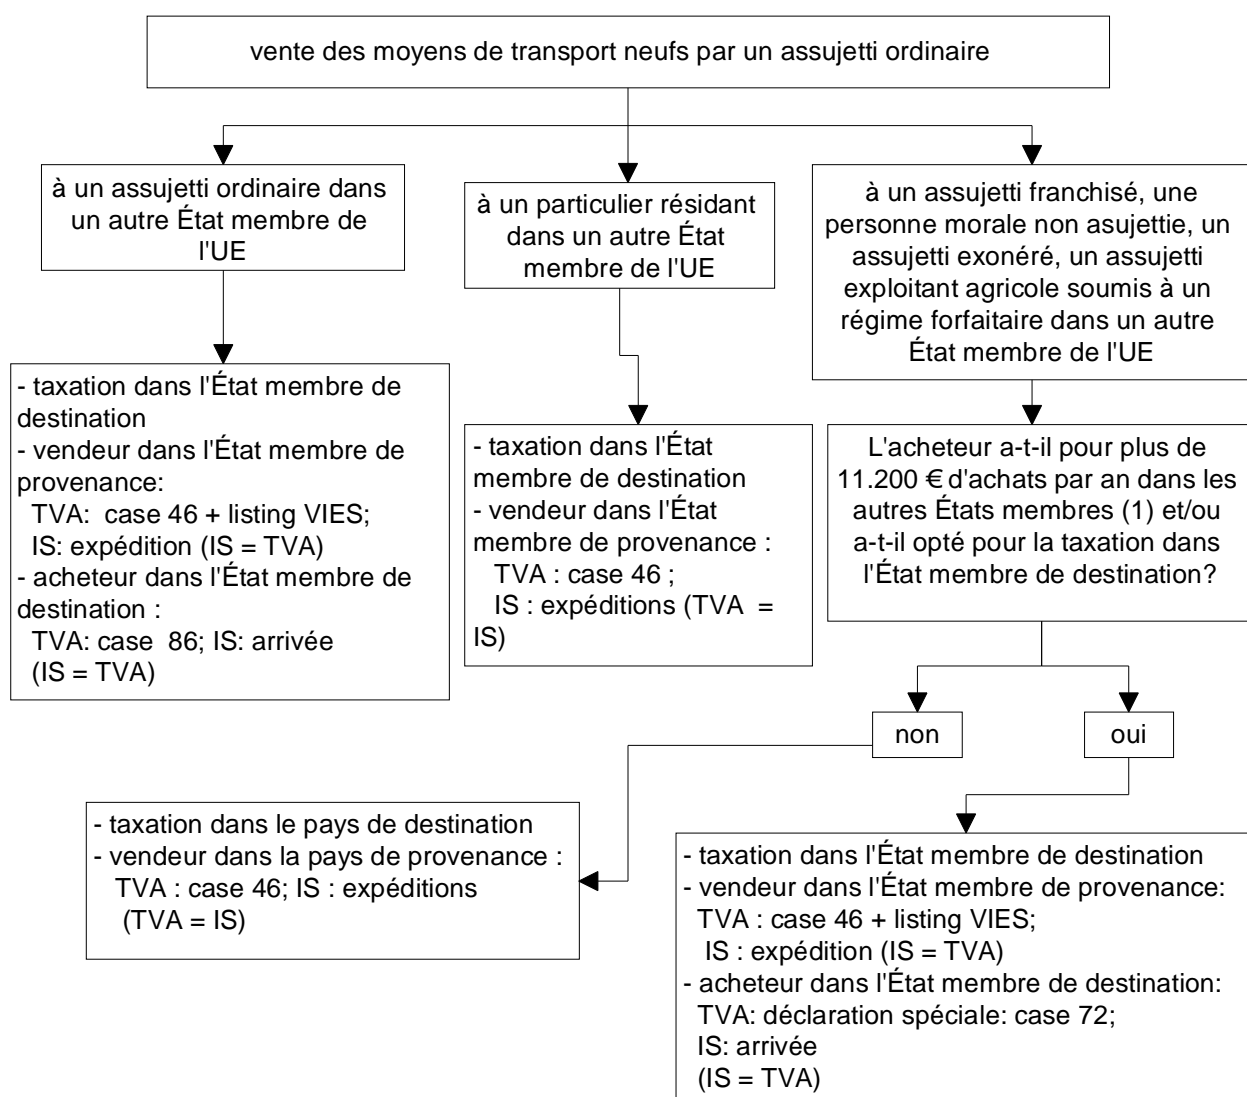 vente des moyens de transport neufs par un assujetti ordinaire
à un assujetti ordinaire dans
un autre État membre de
l'UE
à un particulier résidant
dans un autre État
membre de l'UE
à un assujetti franchisé, une
personne morale non asujettie, un
assujetti exonéré, un assujetti
exploitant agricole soumis à un
régime forfaitaire dans un autre
État membre de l'UE
- taxation dans l'État membre de
destination
- vendeur dans l'État membre de
provenance:
TVA: case 46 + listing VIES;
IS: expédition (IS = TVA)
- acheteur dans l'État membre de
destination :
TVA: case 86; IS: arrivée
(IS = TVA)
- taxation dans l'État
membre de destination
- vendeur dans l'État
membre de provenance :
TVA : case 46 ;
IS : expéditions (TVA =
IS)
L'acheteur a-t-il pour plus de
11.200 € d'achats par an dans les
autres États membres (1) et/ou
a-t-il opté pour la taxation dans
l'État membre de destination?
non
oui
- taxation dans le pays de destination
- vendeur dans la pays de provenance :
TVA : case 46; IS : expéditions
(TVA = IS)
- taxation dans l'État membre de destination
- vendeur dans l'État membre de provenance:
TVA : case 46 + listing VIES;
IS : expédition (IS = TVA)
- acheteur dans l'État membre de destination:
TVA: déclaration spéciale: case 72;
IS: arrivée
(IS = TVA)